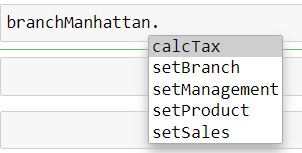 branchManhattan.
calcTax
setBranch
setManagement
setProduct
setSales